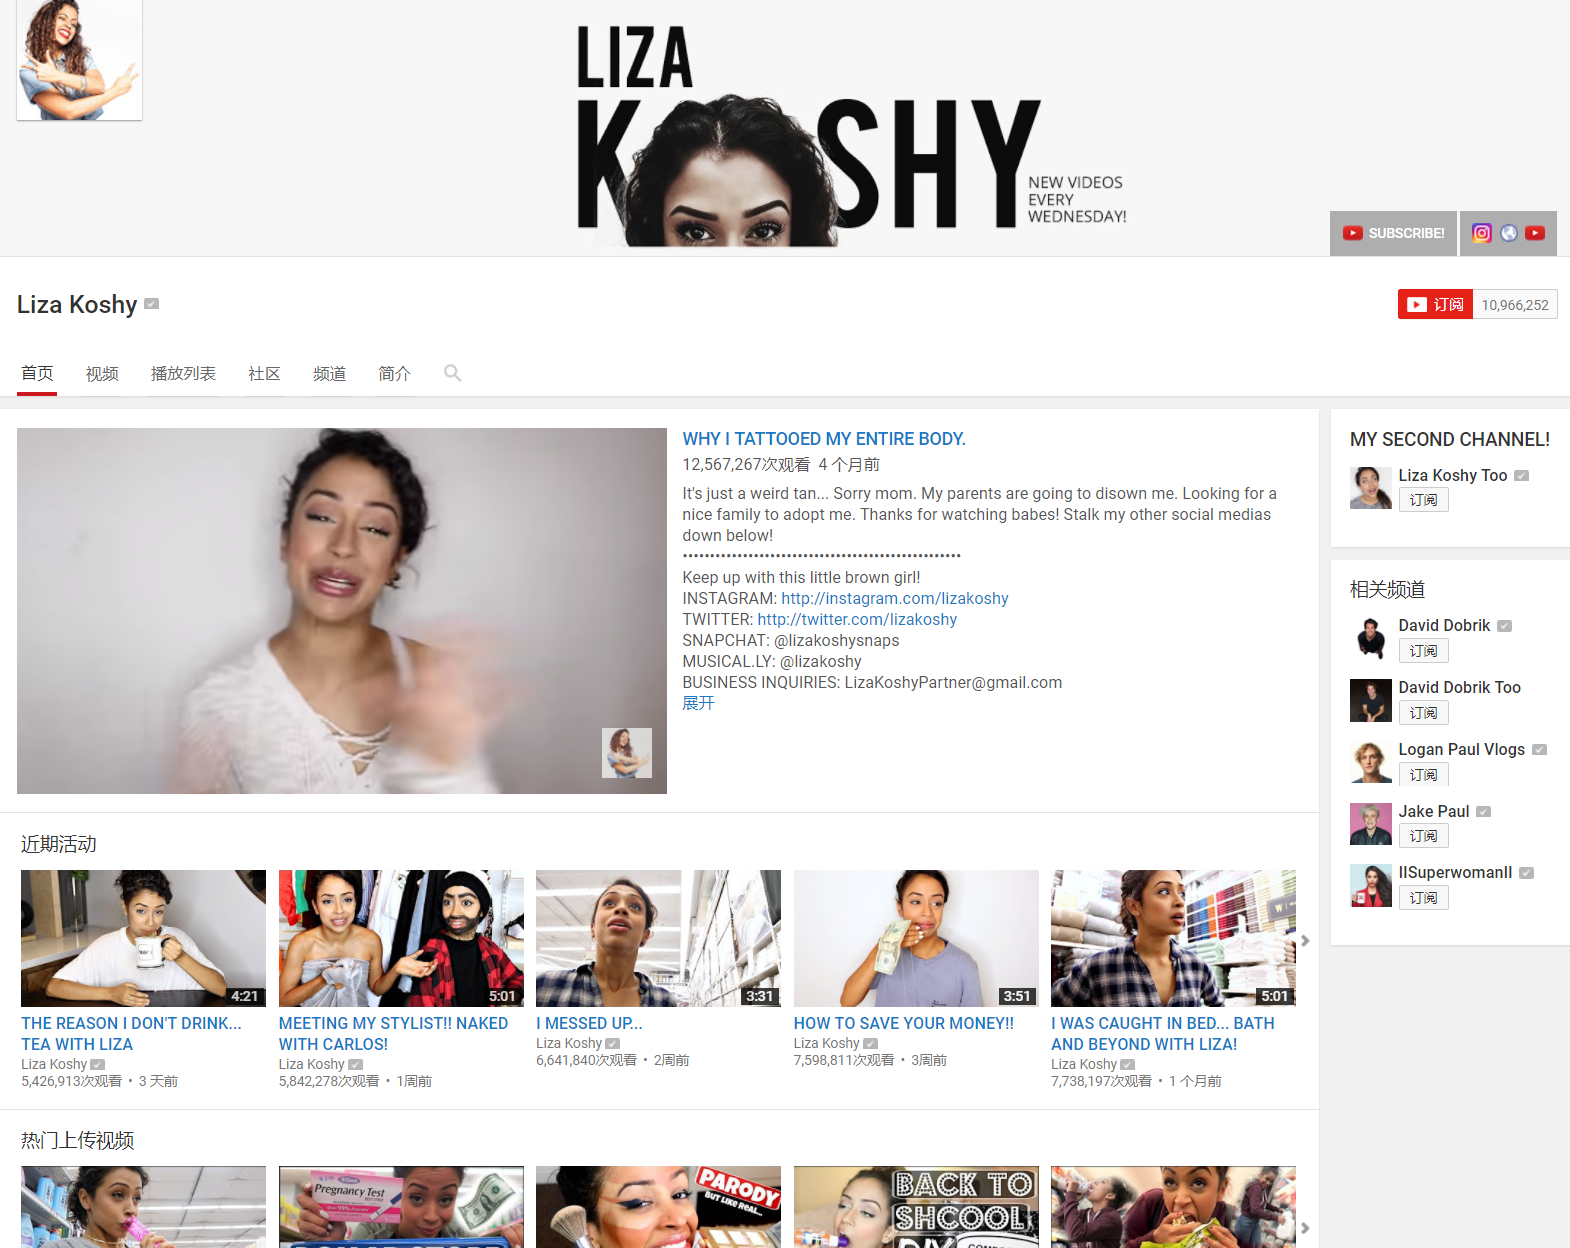 LIZA
KOSHY
NEW VIDEOS
EVERY
WEDNESDAY!
SUBSCRIBE!
Liza Koshy
订阅 10,966,252
首页 视频 播放列表 社区 频道 简介
WHY I TATTOOED MY ENTIRE BODY.
12,567,267次观看 4 个月前
It's just a weird tan... Sorry mom. My parents are going to disown me. Looking for a
nice family to adopt me. Thanks for watching babes! Stalk my other social medias
down below!
••••••••••••••••••••••••••••••••••••••••••••••••••
Keep up with this little brown girl!
INSTAGRAM: http://instagram.com/lizakoshy
TWITTER: http://twitter.com/lizakoshy
SNAPCHAT: @lizakoshysnaps
MUSICAL.LY: @lizakoshy
BUSINESS INQUIRIES: LizaKoshyPartner@gmail.com
展开
MY SECOND CHANNEL!
Liza Koshy Too
订阅
相关频道
David Dobrik
订阅
David Dobrik Too
订阅
Logan Paul Vlogs
订阅
Jake Paul
订阅
IISuperwomanII
订阅
近期活动
4:21
THE REASON I DON'T DRINK...
TEA WITH LIZA
Liza Koshy
5,426,913次观看 • 3 天前
5:01
MEETING MY STYLIST!! NAKED
WITH CARLOS!
Liza Koshy
5,842,278次观看 • 1周前
3:31
I MESSED UP...
Liza Koshy
6,641,840次观看 • 2周前
3:51
HOW TO SAVE YOUR MONEY!!
Liza Koshy
7,598,811次观看 • 3周前
5:01
I WAS CAUGHT IN BED... BATH
AND BEYOND WITH LIZA!
Liza Koshy
7,738,197次观看 • 1 个月前
热门上传视频
Pregnancy Test
PARODY
BUT LIKE REAL...
BACK TO
SHCOOL
DIY